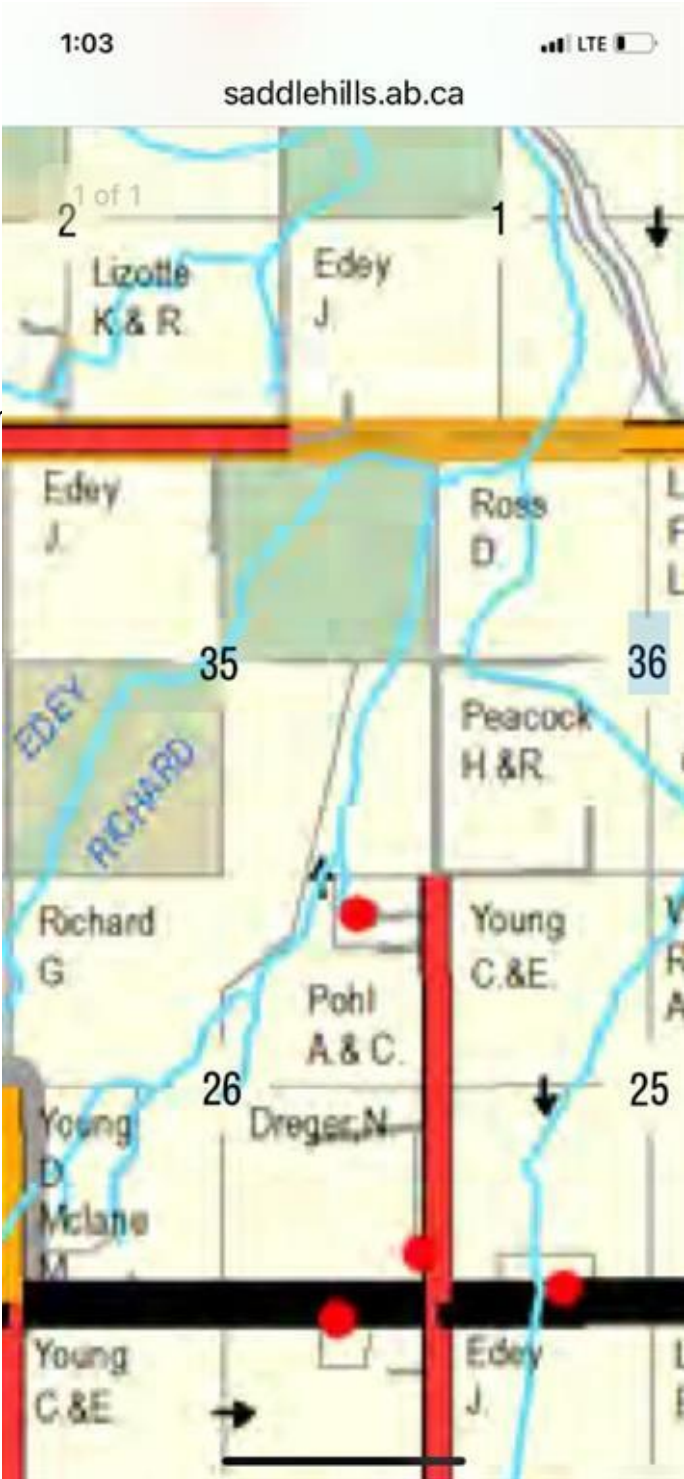 1:03
LTE
saddlehills.ab.ca
1 of 1
2
1
Lizotte
K.& R.
Edey
J.
Edey
J.
Ross
D.
L
F
L
35
36
EDEY
RICHARD
Peacock
H.&R.
Richard
G.
Young
C.&E.
V
R
A
Pohl
A.& C.
26
25
Young
D.
Mclane
M.
Dreger,N.
Young
C.&E.
Edey
J.
L